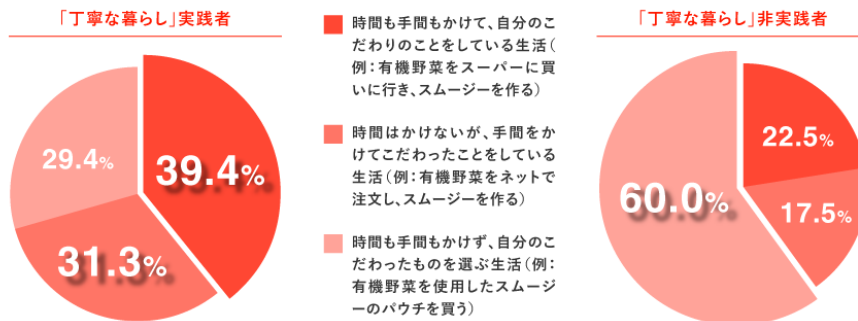 「丁寧な暮らし」実践者
39.4%
31.3%
29.4%
時間も手間もかけて、自分のこ
だわりのことをしている生活(
例:有機野菜をスーパーに買
いに行き、スムージーを作る)
時間はかけないが、手間をか
けてこだわったことをしている
生活(例:有機野菜をネットで
注文し、スムージーを作る)
時間も手間もかけず、自分のこ
だわったものを選ぶ生活(例:
有機野菜を使用したスムージ
ーのパウチを買う)
「丁寧な暮らし」非実践者
22.5%
17.5%
60.0%